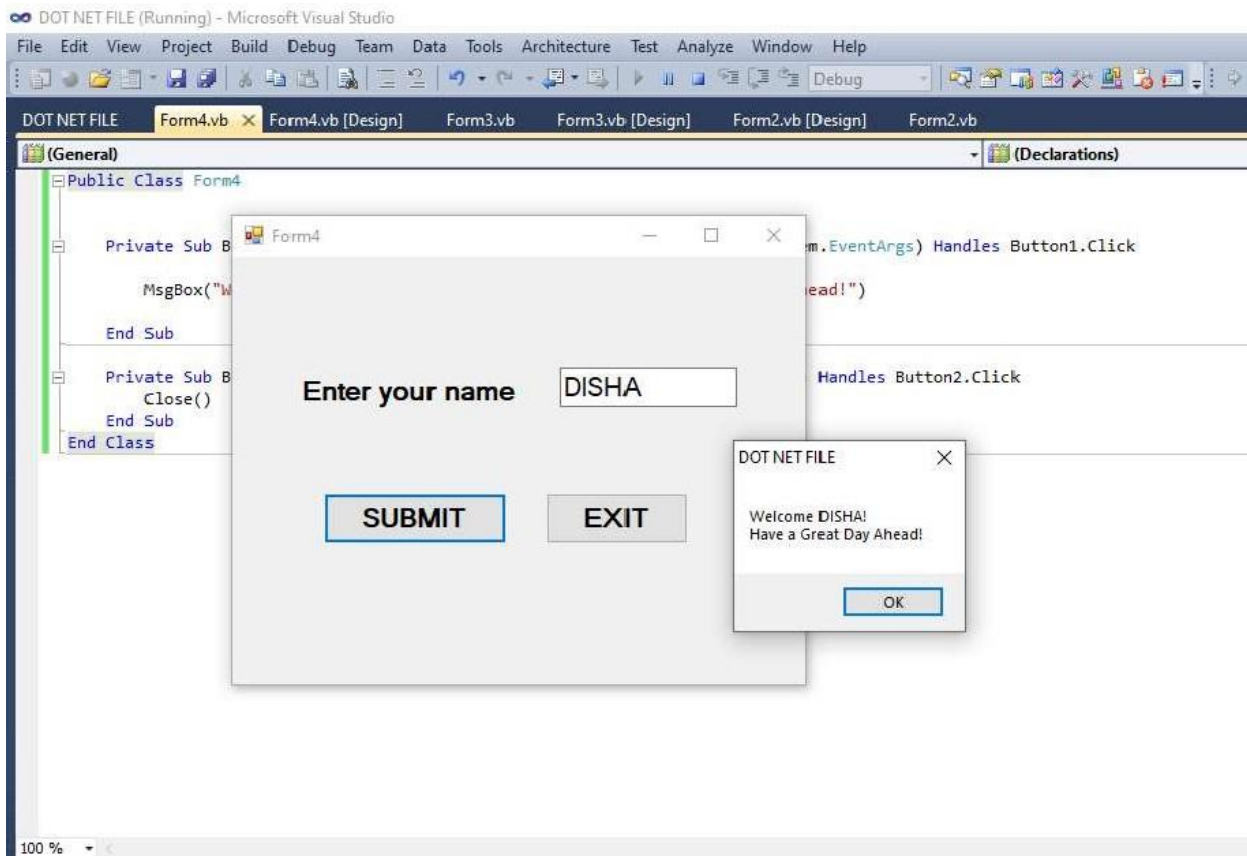 DOT NET FILE (Running) - Microsoft Visual Studio
File Edit View Project Build Debug Team Data Tools Architecture Test Analyze Window Help
Debug
DOT NET FILE Form4.vb Form4.vb [Design] Form3.vb Form3.vb [Design] Form2.vb [Design] Form2.vb
(General) (Declarations)
Public Class Form4
Private Sub B m.EventArgs) Handles Button1.Click
MsgBox("W ead!")
End Sub
Private Sub B Handles Button2.Click
Close()
End Sub
End Class
Form4
Enter your name DISHA
SUBMIT EXIT
DOT NET FILE
Welcome DISHA!
Have a Great Day Ahead!
OK
100 %